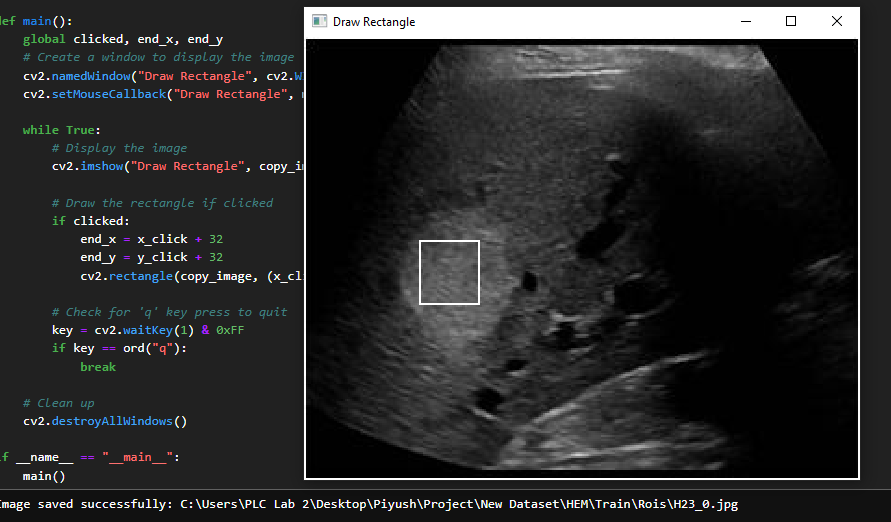 def main():
global clicked, end_x, end_y
# Create a window to display the image
cv2.namedWindow("Draw Rectangle", cv2.W
cv2.setMouseCallback("Draw Rectangle",
while True:
# Display the image
cv2.imshow("Draw Rectangle", copy_im
# Draw the rectangle if clicked
if clicked:
end_x = x_click + 32
end_y = y_click + 32
cv2.rectangle(copy_image, (x_cl
# Check for 'q' key press to quit
key = cv2.waitKey(1) & 0xFF
if key == ord("q"):
break
# Clean up
cv2.destroyAllWindows()
if __name__ == "__main__":
main()
Draw Rectangle
Image saved successfully: C:\Users\PLC Lab 2\Desktop\Piyush\Project\New Dataset\HEM\Train\Rois\H23_0.jpg